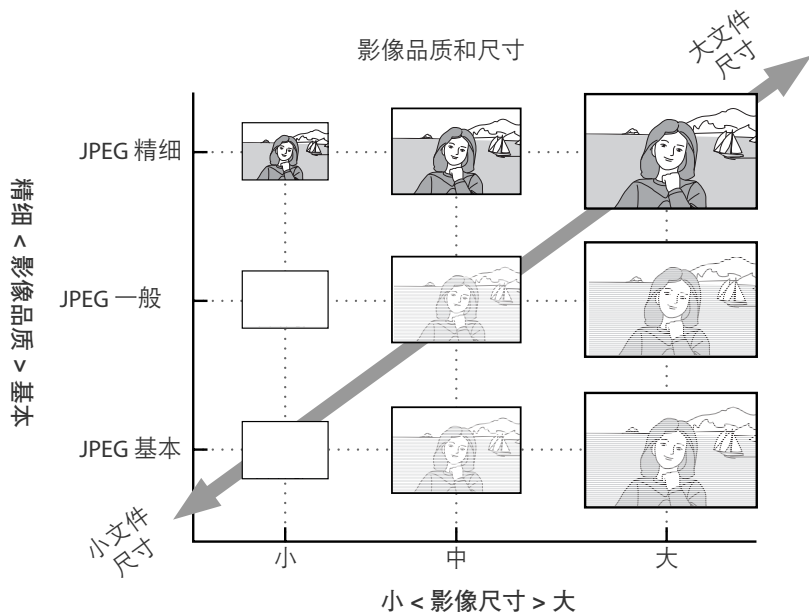 影像品质和尺寸
大文件
尺寸
JPEG 精细
JPEG 一般
JPEG 基本
精细 < 影像品质 > 基本
小文件
尺寸
小
中
大
小 < 影像尺寸 > 大